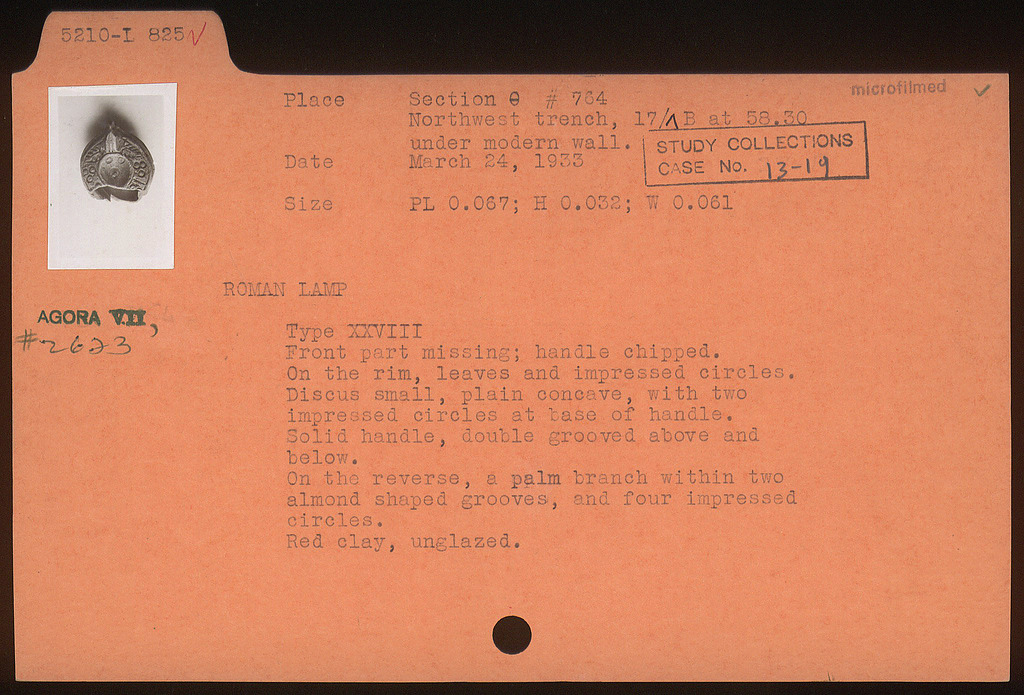 5210-L 825 ✓
microfilmed ✓
Place Section Θ # 764
Northwest trench, 17/Λ B at 58.30
under modern wall.
STUDY COLLECTIONS
CASE No. 13-19
Date March 24, 1933
Size PL 0.067; H 0.032; W 0.061
ROMAN LAMP
AGORA VII,
#2623
Type XXVIII
Front part missing; handle chipped.
On the rim, leaves and impressed circles.
Discus small, plain concave, with two
impressed circles at base of handle.
Solid handle, double grooved above and
below.
On the reverse, a palm branch within two
almond shaped grooves, and four impressed
circles.
Red clay, unglazed.